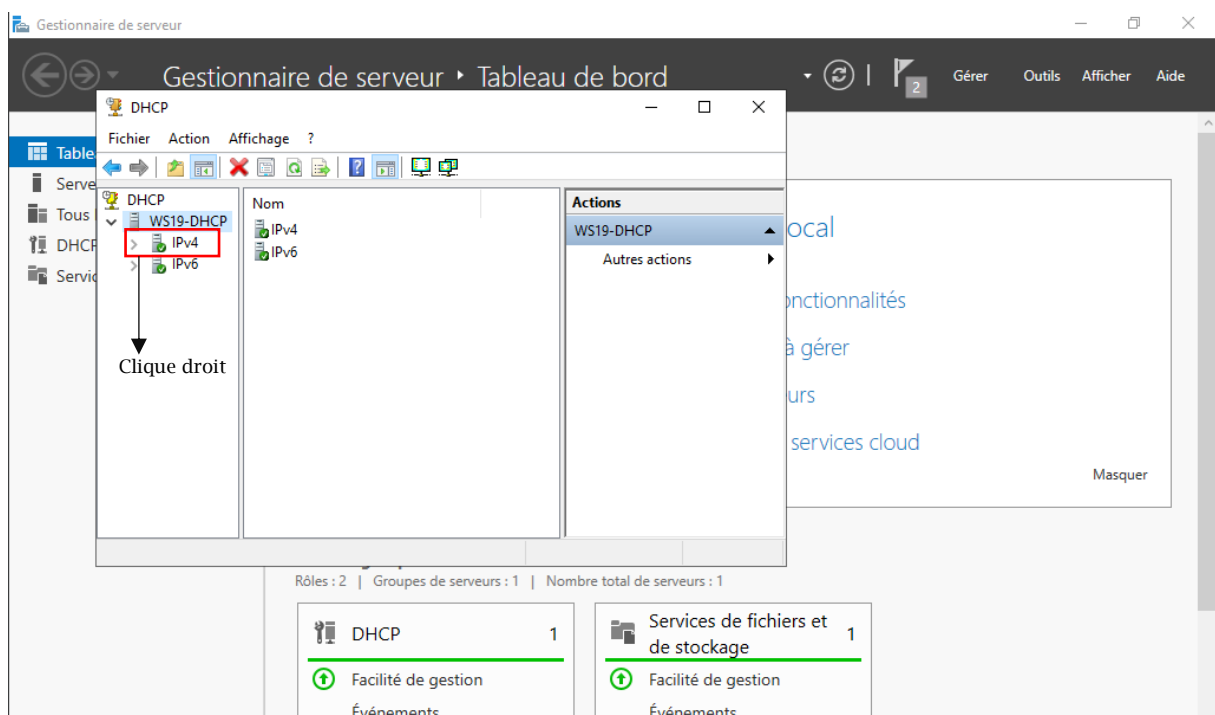 Gestionnaire de serveur
Gestionnaire de serveur ‣ Tableau de bord
2
Gérer Outils Afficher Aide
DHCP
Fichier Action Affichage ?
Table
Serve
Tous
DHCP
Servic
DHCP
WS19-DHCP
IPv4
IPv6
Clique droit
Nom
IPv4
IPv6
Actions
WS19-DHCP
Autres actions
ocal
onctionnalités
à gérer
urs
services cloud
Masquer
Rôles : 2 | Groupes de serveurs : 1 | Nombre total de serveurs : 1
DHCP 1
Facilité de gestion
Événements
Services de fichiers et
de stockage 1
Facilité de gestion
Événements